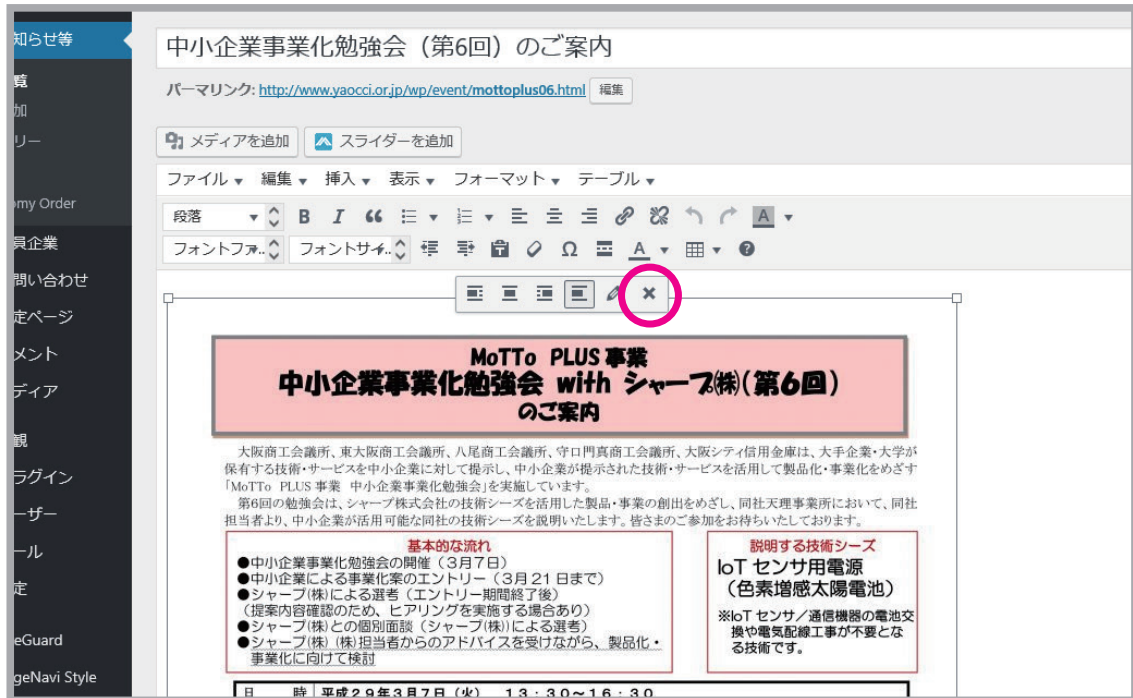 知らせ等
覧
加
リー
omy Order
員企業
問い合わせ
定ページ
メント
ディア
観
ラグイン
ーザー
ール
定
eGuard
geNavi Style
中小企業事業化勉強会（第6回）のご案内
パーマリンク: http://www.yaocci.or.jp/wp/event/mottoplus06.html 編集
メディアを追加 スライダーを追加
ファイル 編集 挿入 表示 フォーマット テーブル
段落 B I A
フォントファ.. フォントサイ.. Ω A
MoTTo PLUS 事業
中小企業事業化勉強会 with シャープ㈱(第6回)
のご案内
大阪商工会議所、東大阪商工会議所、八尾商工会議所、守口門真商工会議所、大阪シティ信用金庫は、大手企業・大学が
保有する技術・サービスを中小企業に対して提示し、中小企業が提示された技術・サービスを活用して製品化・事業化をめざす
「MoTTo PLUS 事業 中小企業事業化勉強会」を実施しています。
第6回の勉強会は、シャープ株式会社の技術シーズを活用した製品・事業の創出をめざし、同社天理事業所において、同社
担当者より、中小企業が活用可能な同社の技術シーズを説明いたします。皆さまのご参加をお待ちいたしております。
基本的な流れ
●中小企業事業化勉強会の開催（3月7日）
●中小企業による事業化案のエントリー（3月21日まで）
●シャープ㈱による選考（エントリー期間終了後）
（提案内容確認のため、ヒアリングを実施する場合あり）
●シャープ㈱との個別面談（シャープ㈱による選考）
●シャープ㈱ ㈱担当者からのアドバイスを受けながら、製品化・
事業化に向けて検討
説明する技術シーズ
IoT センサ用電源
（色素増感太陽電池）
※IoT センサ／通信機器の電池交
換や電気配線工事が不要とな
る技術です。
日 時 平成29年3月7日（火） 13：30～16：30